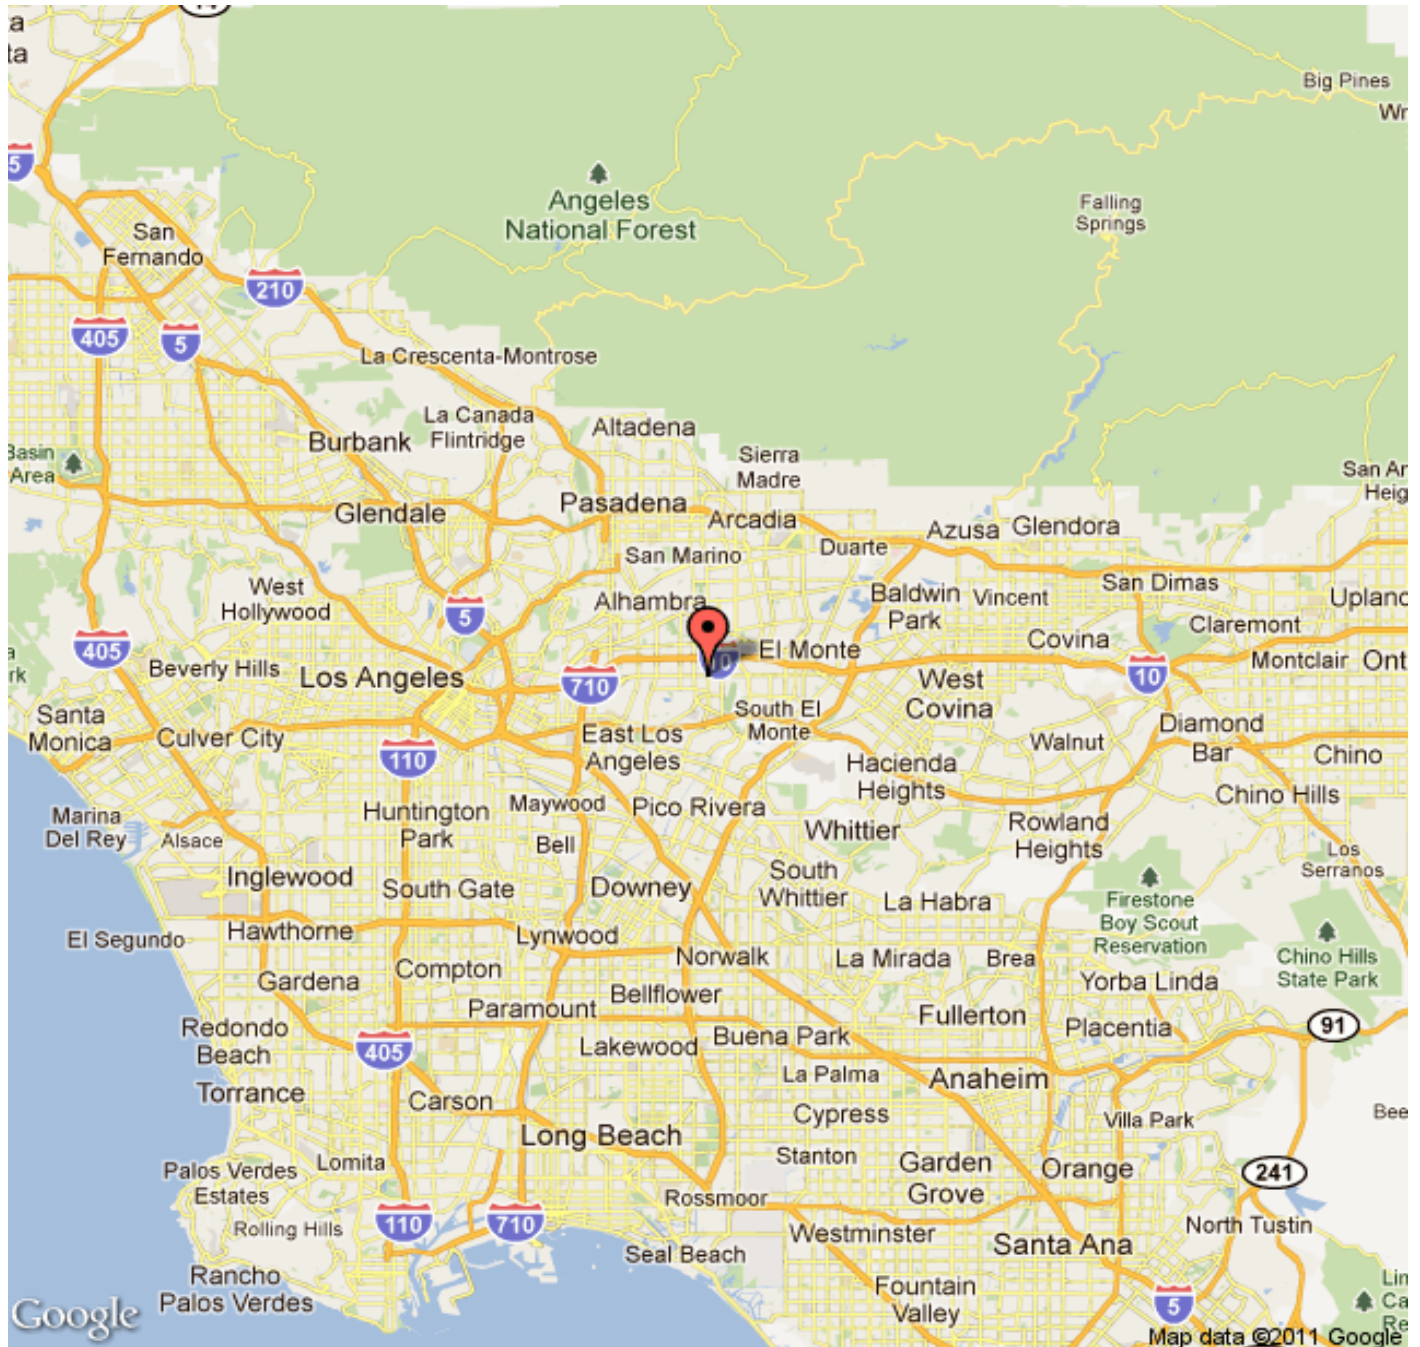 14
Big Pines
5
Angeles
National Forest
Falling
Springs
San
Fernando
210
405
5
La Crescenta-Montrose
La Canada
Flintridge
Altadena
Burbank
Basin
Area
Sierra
Madre
Pasadena
Glendale
Arcadia
Azusa
Glendora
Duarte
San Marino
West
Hollywood
5
Alhambra
Baldwin
Park
Vincent
San Dimas
Claremont
405
Beverly Hills
Los Angeles
710
El Monte
Covina
10
Montclair
West
Covina
Santa
Monica
Culver City
South El
Monte
Diamond
Bar
110
East Los
Angeles
Walnut
Chino
Hacienda
Heights
Marina
Del Rey
Alsace
Huntington
Park
Maywood
Pico Rivera
Chino Hills
Bell
Whittier
Rowland
Heights
Los
Serranos
Inglewood
South Gate
Downey
South
Whittier
La Habra
Firestone
Boy Scout
Reservation
El Segundo
Hawthorne
Lynwood
Norwalk
La Mirada
Brea
Chino Hills
State Park
Gardena
Compton
Bellflower
Yorba Linda
Paramount
Redondo
Beach
405
Lakewood
Buena Park
Fullerton
Placentia
91
La Palma
Anaheim
Torrance
Carson
Cypress
Villa Park
Long Beach
Stanton
Palos Verdes
Estates
Lomita
Garden
Grove
Orange
241
Rossmoor
Rolling Hills
110
710
Westminster
North Tustin
Seal Beach
Santa Ana
Rancho
Palos Verdes
Fountain
Valley
5
Google
Map data ©2011 Google